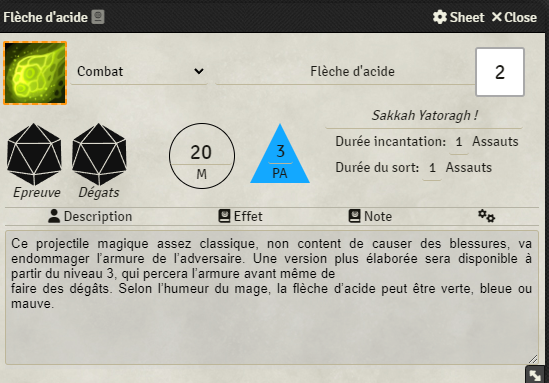 Flèche d'acide Sheet Close
Combat Flèche d'acide 2
Sakkah Yatoragh !
Durée incantation: 1 Assauts
20 3
Durée du sort: 1 Assauts
M PA
Epreuve Dégats
Description Effet Note
Ce projectile magique assez classique, non content de causer des blessures, va
endommager l'armure de l'adversaire. Une version plus élaborée sera disponible à
partir du niveau 3, qui percera l'armure avant même de
faire des dégâts. Selon l'humeur du mage, la flèche d'acide peut être verte, bleue ou
mauve.